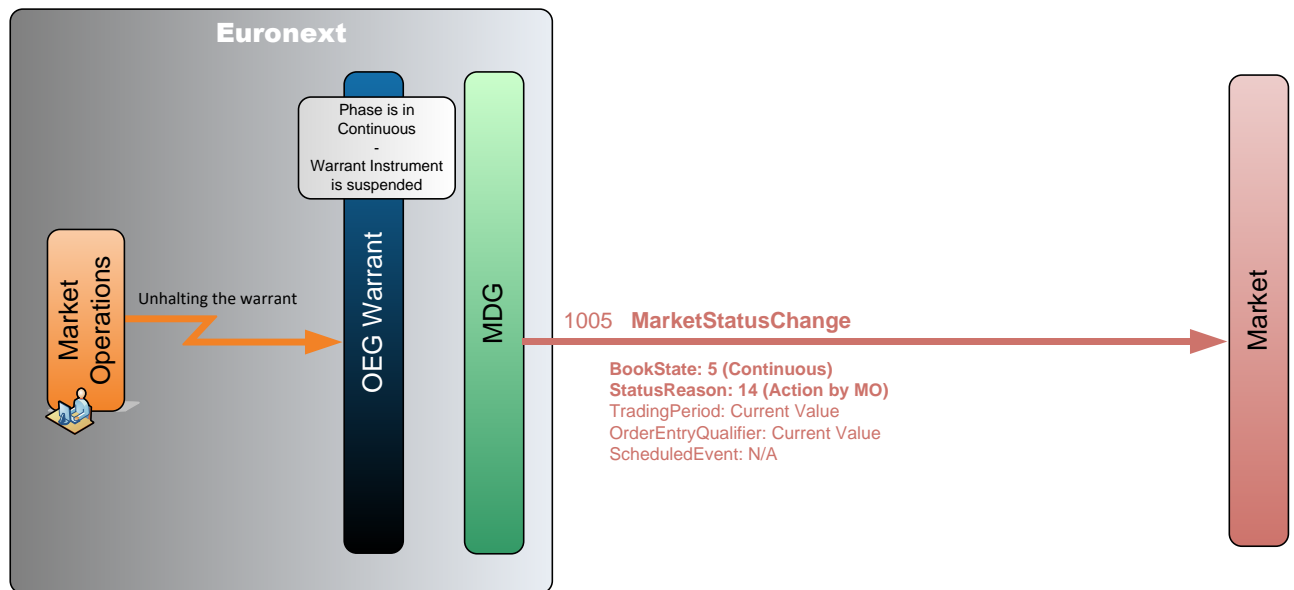 Euronext
Phase is in
Continuous
-
Warrant Instrument
is suspended
Market
Operations
Unhalting the warrant
OEG Warrant
MDG
1005 MarketStatusChange
BookState: 5 (Continuous)
StatusReason: 14 (Action by MO)
TradingPeriod: Current Value
OrderEntryQualifier: Current Value
ScheduledEvent: N/A
Market